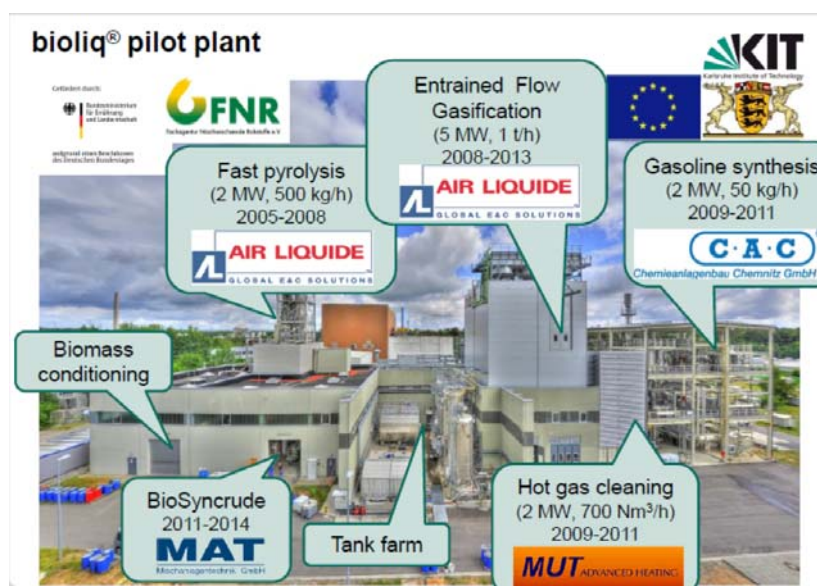 bioliq® pilot plant
KIT
Karlsruhe Institute of Technology
Gefördert durch:
Bundesministerium
für Ernährung
und Landwirtschaft
aufgrund eines Beschlusses
des Deutschen Bundestages
FNR
Fachagentur Nachwachsende Rohstoffe e.V.
Entrained Flow
Gasification
(5 MW, 1 t/h)
2008-2013
AIR LIQUIDE
GLOBAL E&C SOLUTIONS
Fast pyrolysis
(2 MW, 500 kg/h)
2005-2008
AIR LIQUIDE
GLOBAL E&C SOLUTIONS
Gasoline synthesis
(2 MW, 50 kg/h)
2009-2011
C·A·C
Chemieanlagenbau Chemnitz GmbH
Biomass
conditioning
BioSyncrude
2011-2014
MAT
Mischanlagentechnik GmbH
Tank farm
Hot gas cleaning
(2 MW, 700 Nm³/h)
2009-2011
MUT ADVANCED HEATING